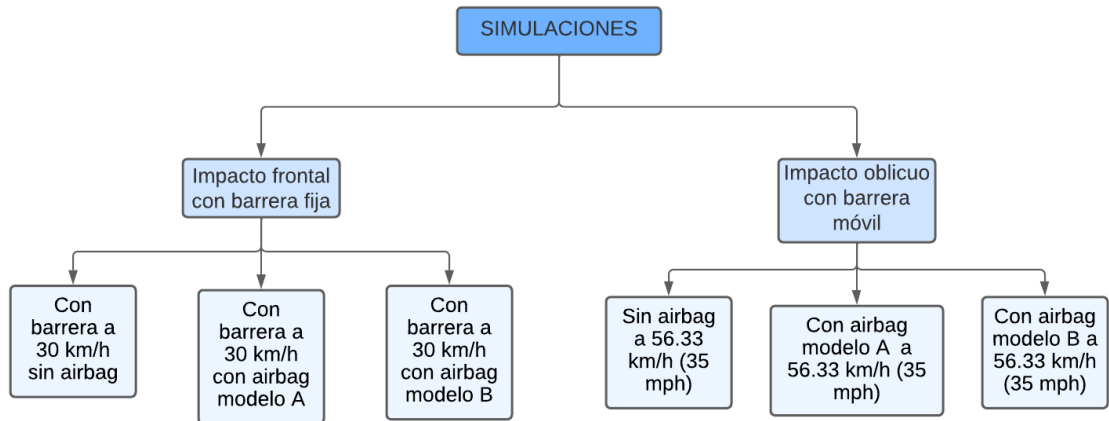 SIMULACIONES
Impacto frontal
con barrera fija
Impacto oblicuo
con barrera
móvil
Con
barrera a
30 km/h
sin airbag
Con
barrera a
30 km/h
con airbag
modelo A
Con
barrera a
30 km/h
con airbag
modelo B
Sin airbag
a 56.33
km/h (35
mph)
Con airbag
modelo A a
56.33 km/h (35
mph)
Con airbag
modelo B a
56.33 km/h
(35 mph)